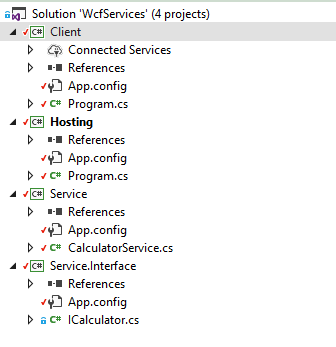 Solution 'WcfServices' (4 projects)
C# Client
Connected Services
References
App.config
C# Program.cs
C# Hosting
References
App.config
C# Program.cs
C# Service
References
App.config
C# CalculatorService.cs
C# Service.Interface
References
App.config
C# ICalculator.cs